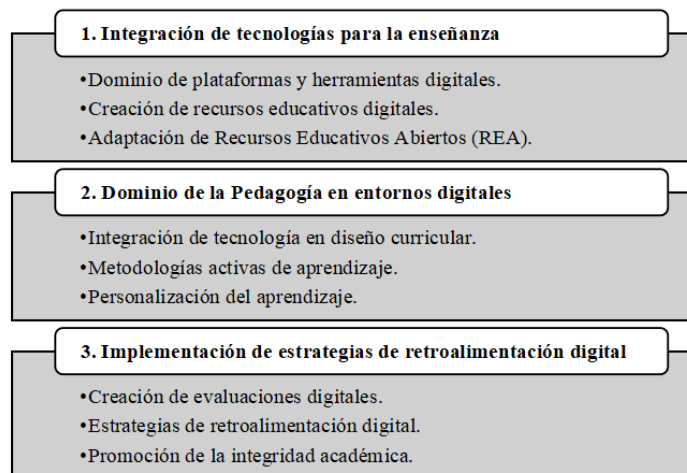 1. Integración de tecnologías para la enseñanza
•Dominio de plataformas y herramientas digitales.
•Creación de recursos educativos digitales.
•Adaptación de Recursos Educativos Abiertos (REA).
2. Dominio de la Pedagogía en entornos digitales
•Integración de tecnología en diseño curricular.
•Metodologías activas de aprendizaje.
•Personalización del aprendizaje.
3. Implementación de estrategias de retroalimentación digital
•Creación de evaluaciones digitales.
•Estrategias de retroalimentación digital.
•Promoción de la integridad académica.